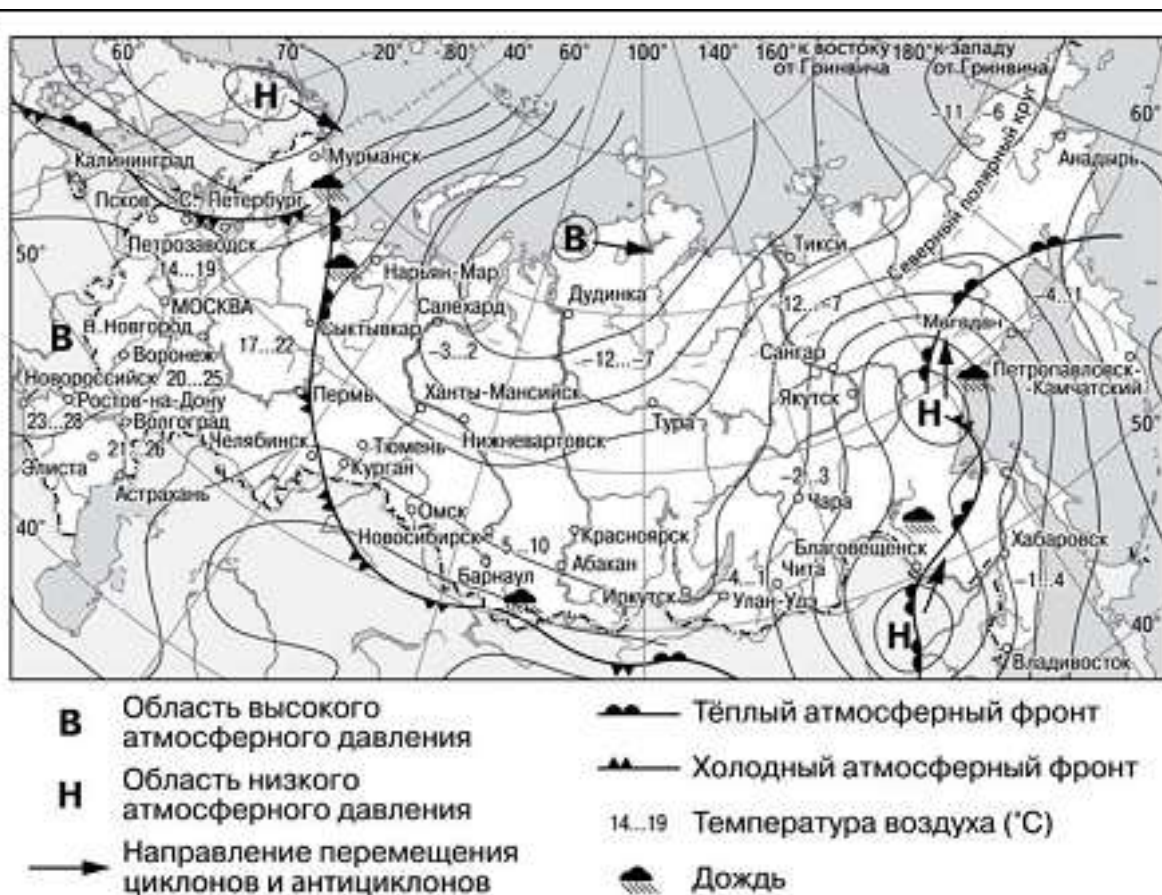 60° 70° 20° 80° 40° 60° 100° 140° 160° к востоку от Гринвича 180° к западу от Гринвича
60°
50°
40°
50°
40°
Н
Мурманск
Калининград
Псков
С.-Петербург
Петрозаводск
14...19
МОСКВА
Н. Новгород
В
Воронеж
17...22
Новороссийск
20...25
Ростов-на-Дону
23...28
Волгоград
21...26
Элиста
Астрахань
Нарьян-Мар
Салехард
Сыктывкар
-3...2
Пермь
Ханты-Мансийск
Челябинск
Тюмень
Нижневартовск
Курган
Омск
Новосибирск
5...10
Барнаул
Красноярск
Абакан
Иркутск
В
Дудинка
-12...-7
Тура
Тикси
-12...-7
Сангар
Якутск
-2...3
Чара
Благовещенск
Чита
-4...1
Улан-Удэ
-11...-6
Северный полярный круг
Анадырь
-4...1
Магадан
Петропавловск-
Камчатский
Н
Хабаровск
-1...4
Н
Владивосток
В Область высокого
атмосферного давления
Н Область низкого
атмосферного давления
Направление перемещения
циклонов и антициклонов
Тёплый атмосферный фронт
Холодный атмосферный фронт
14...19 Температура воздуха (°С)
Дождь